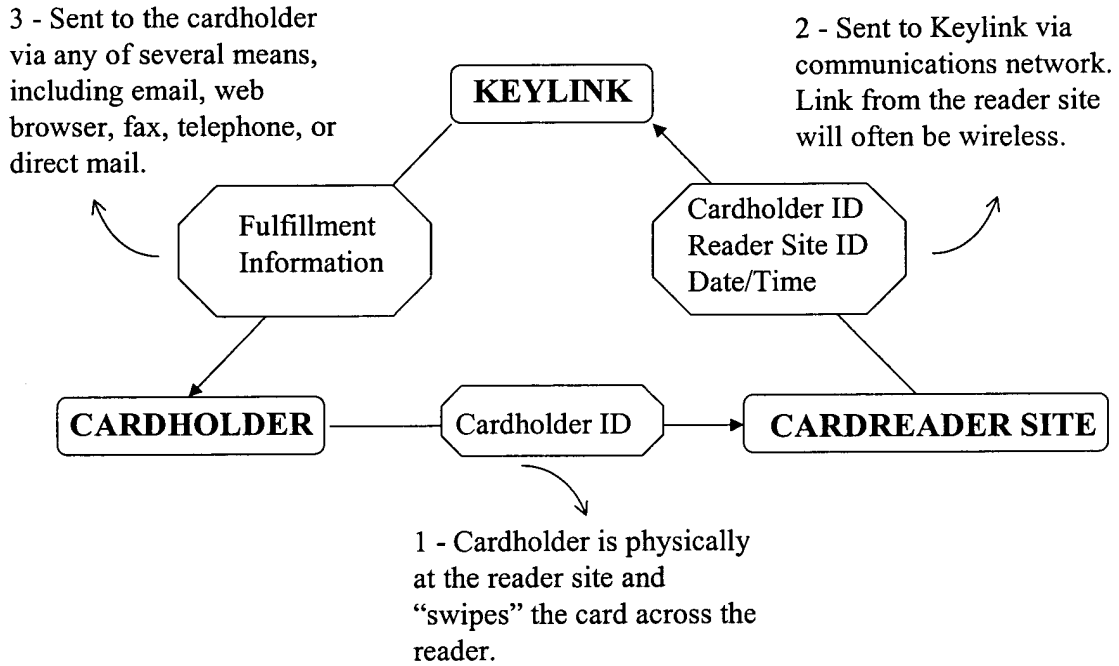 3 - Sent to the cardholder
via any of several means,
including email, web
browser, fax, telephone, or
direct mail.
KEYLINK
2 - Sent to Keylink via
communications network.
Link from the reader site
will often be wireless.
Fulfillment
Information
Cardholder ID
Reader Site ID
Date/Time
CARDHOLDER
Cardholder ID
CARDREADER SITE
1 - Cardholder is physically
at the reader site and
“swipes” the card across the
reader.